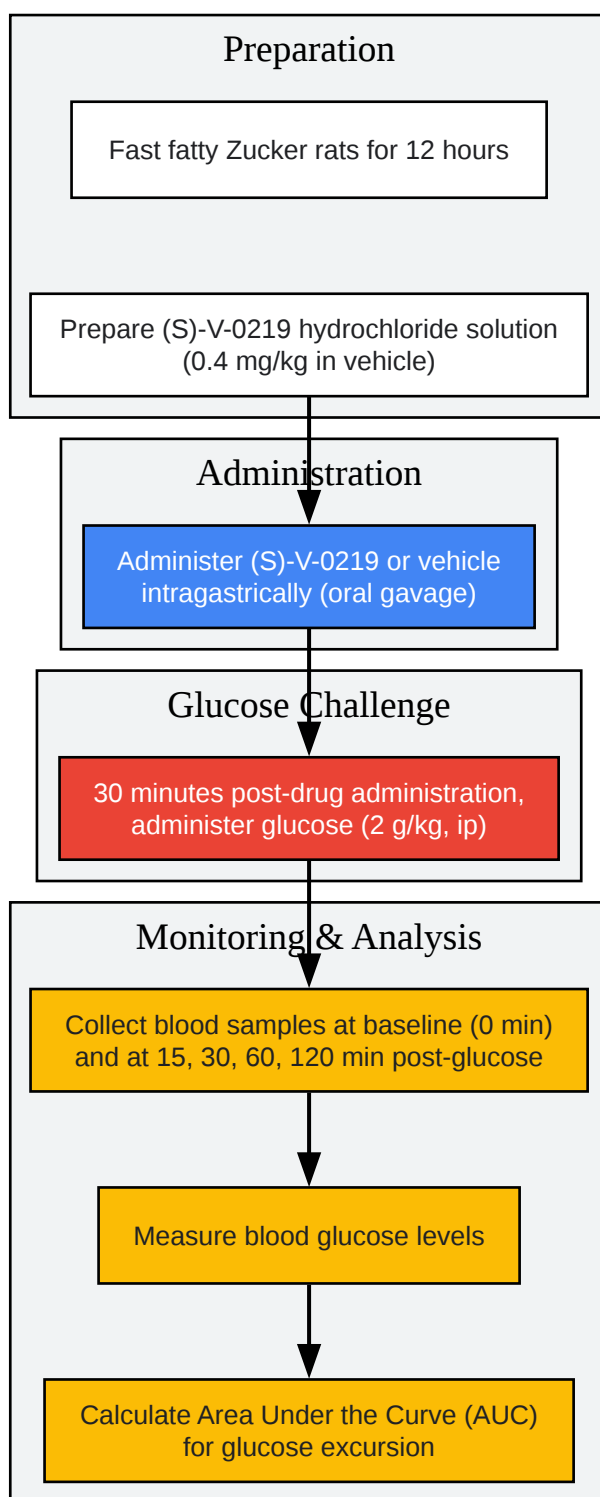 Preparation
Fast fatty Zucker rats for 12 hours
Prepare (S)-V-0219 hydrochloride solution
(0.4 mg/kg in vehicle)
Administration
Administer (S)-V-0219 or vehicle
intragastrically (oral gavage)
Glucose Challenge
30 minutes post-drug administration,
administer glucose (2 g/kg, ip)
Monitoring & Analysis
Collect blood samples at baseline (0 min)
and at 15, 30, 60, 120 min post-glucose
Measure blood glucose levels
Calculate Area Under the Curve (AUC)
for glucose excursion